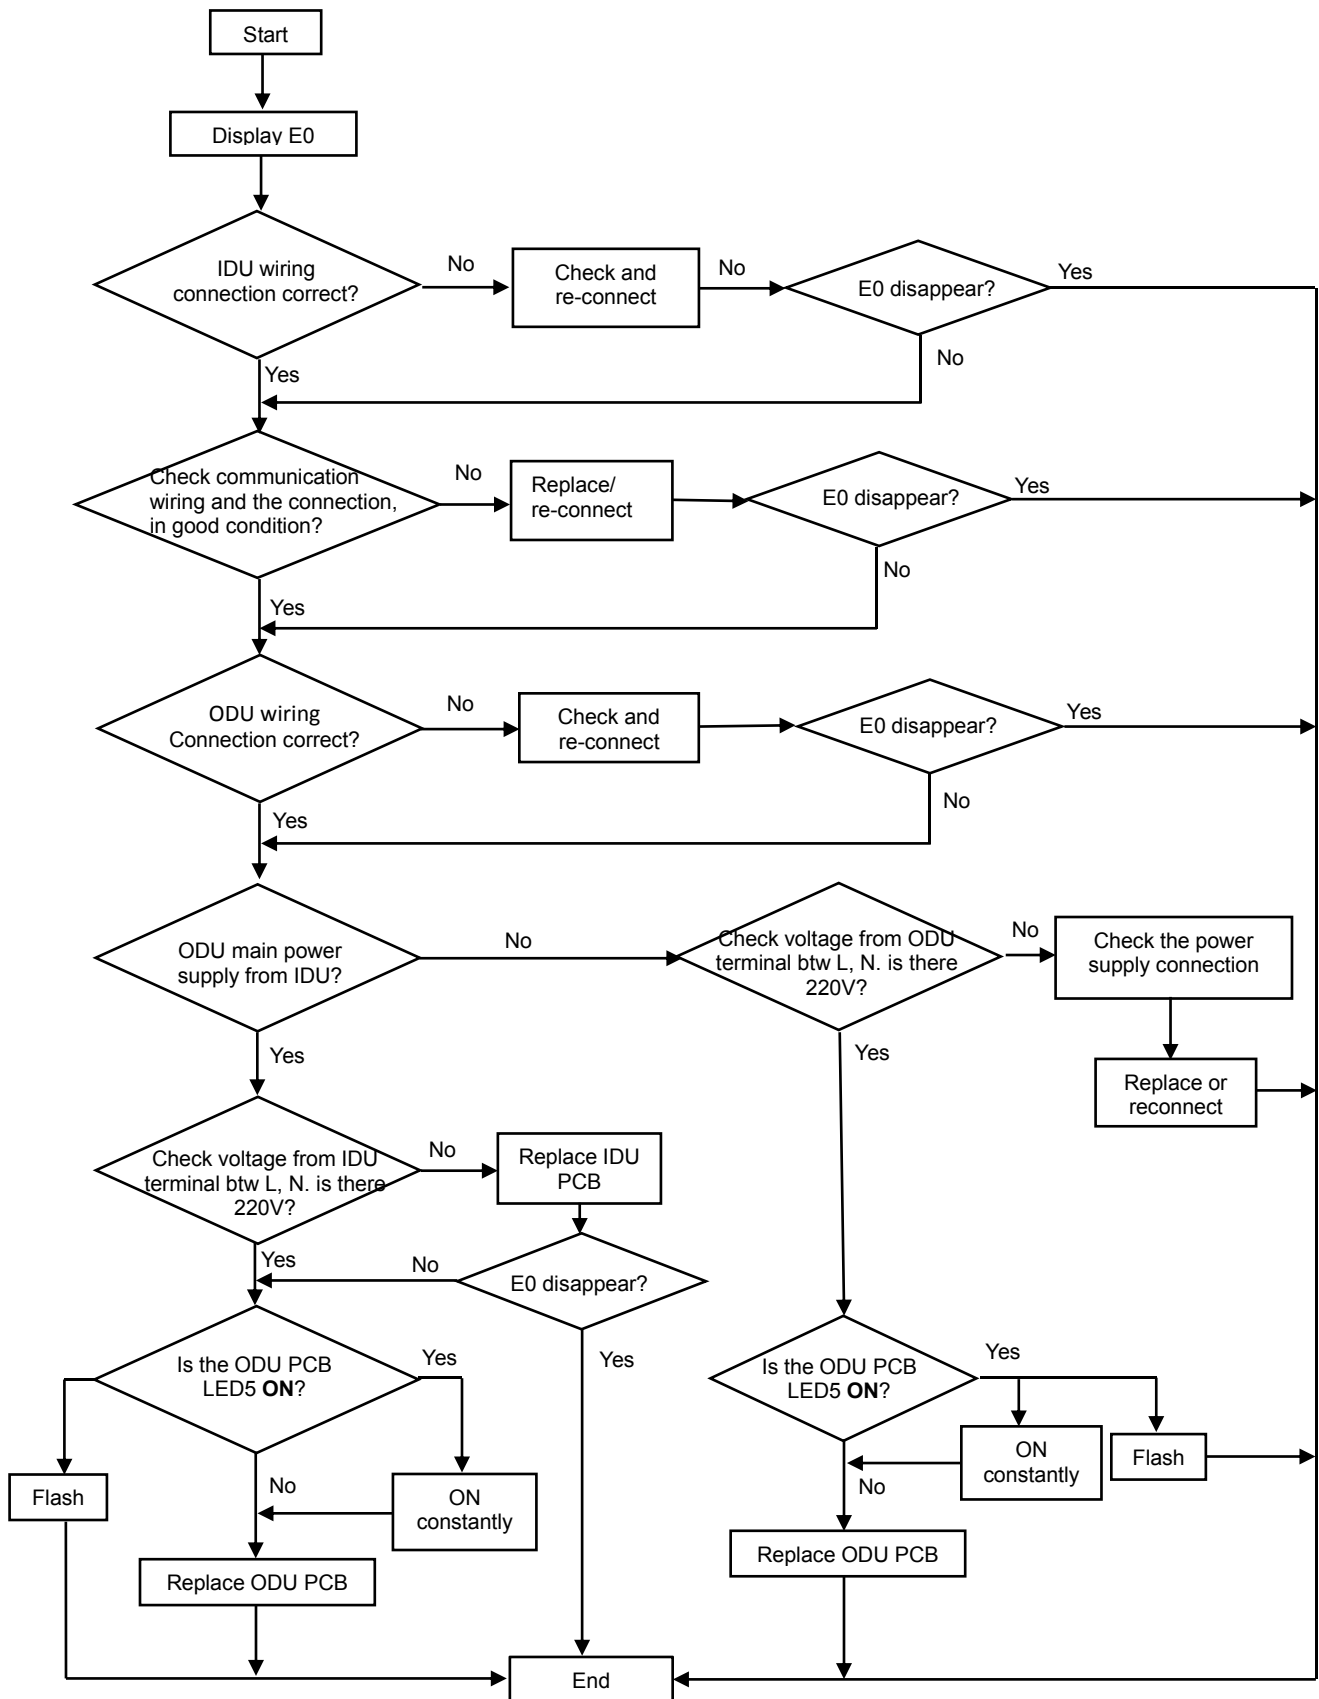 Start
Display E0
IDU wiring
connection correct?
No
Check and
re-connect
No
E0 disappear?
Yes
No
Yes
Check communication
wiring and the connection,
in good condition?
No
Replace/
re-connect
E0 disappear?
Yes
No
Yes
ODU wiring
Connection correct?
No
Check and
re-connect
E0 disappear?
Yes
No
Yes
ODU main power
supply from IDU?
No
Check voltage from ODU
terminal btw L, N. is there
220V?
No
Check the power
supply connection
Yes
Yes
Replace or
reconnect
Check voltage from IDU
terminal btw L, N. is there
220V?
No
Replace IDU
PCB
Yes
No
E0 disappear?
Is the ODU PCB
LED5 ON?
Yes
Yes
Is the ODU PCB
LED5 ON?
Yes
Flash
No
ON
constantly
No
ON
constantly
Flash
Replace ODU PCB
Replace ODU PCB
End